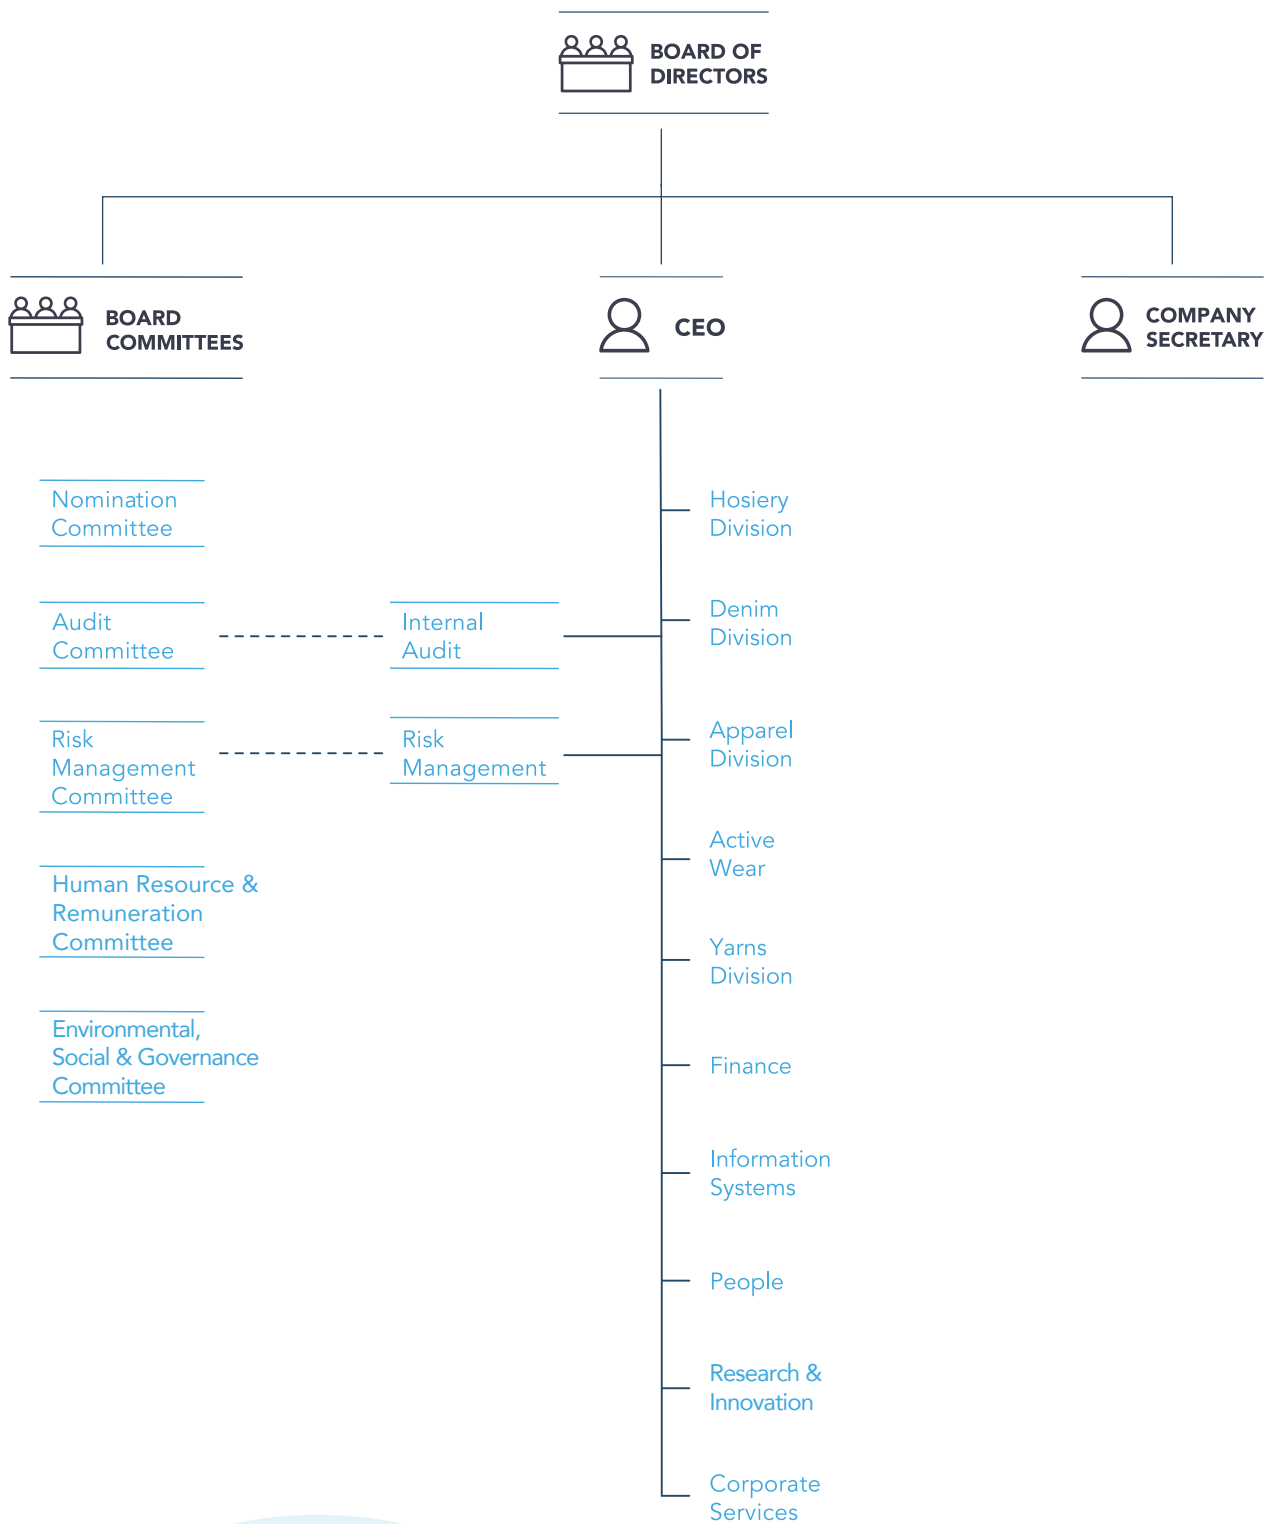 BOARD OF
DIRECTORS
BOARD
COMMITTEES
CEO
COMPANY
SECRETARY
Nomination
Committee
Audit
Committee
Risk
Management
Committee
Human Resource &
Remuneration
Committee
Environmental,
Social & Governance
Committee
Internal
Audit
Risk
Management
Hosiery
Division
Denim
Division
Apparel
Division
Active
Wear
Yarns
Division
Finance
Information
Systems
People
Research &
Innovation
Corporate
Services